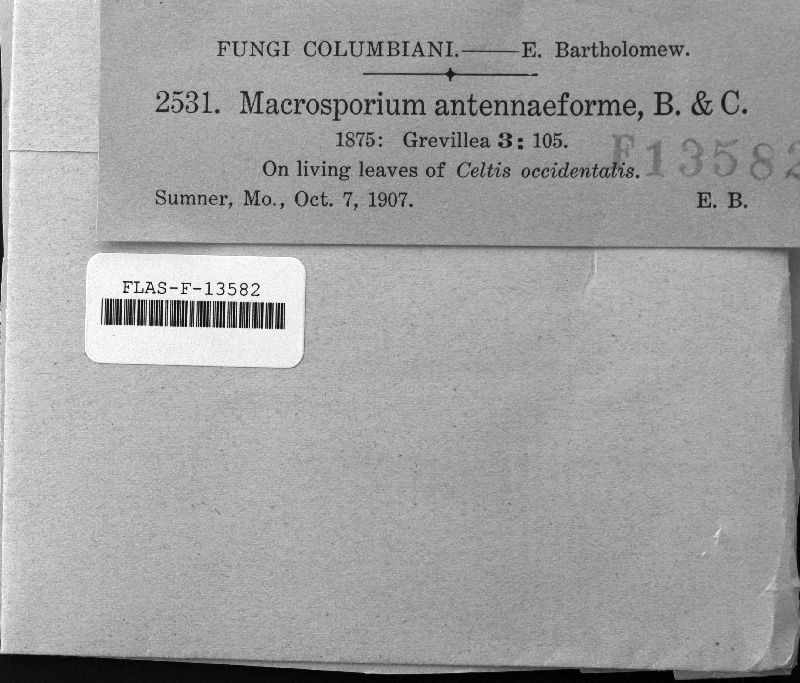 FUNGI COLUMBIANI.——E. Bartholomew.
2531. Macrosporium antennaeforme, B. & C.
1875: Grevillea 3: 105.
F13582
On living leaves of Celtis occidentalis.
Sumner, Mo., Oct. 7, 1907. E. B.
FLAS-F-13582